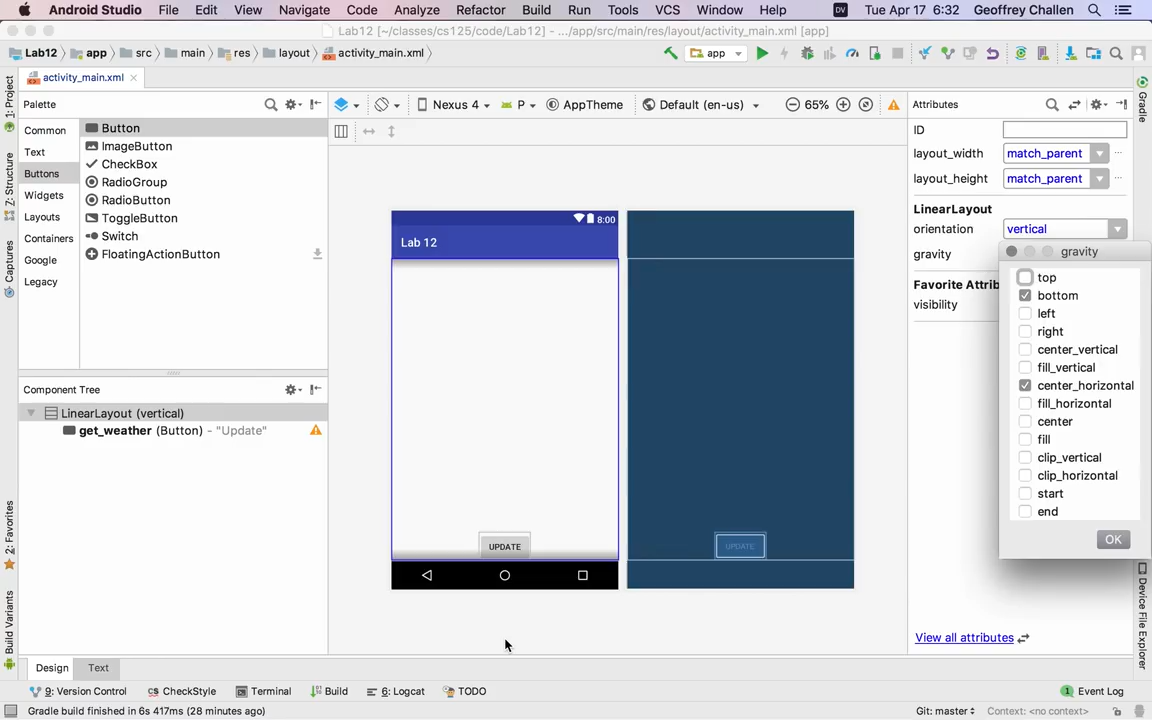 Android Studio File Edit View Navigate Code Analyze Refactor Build Run Tools VCS Window Help DV Tue Apr 17 6:32 Geoffrey Challen
Lab12 [~/classes/cs125/code/Lab12] - .../app/src/main/res/layout/activity_main.xml [app]
Lab12 app src main res layout activity_main.xml
app
activity_main.xml
1: Project
Z: Structure
Captures
2: Favorites
Build Variants
Palette
Common
Text
Buttons
Widgets
Layouts
Containers
Google
Legacy
Button
ImageButton
CheckBox
RadioGroup
RadioButton
ToggleButton
Switch
FloatingActionButton
Component Tree
LinearLayout (vertical)
get_weather (Button) - "Update"
Nexus 4 P AppTheme Default (en-us) 65%
8:00
Lab 12
UPDATE
UPDATE
Attributes
ID
layout_width match_parent ...
layout_height match_parent ...
LinearLayout
orientation vertical
gravity
Favorite Attrib
visibility
gravity
top
bottom
left
right
center_vertical
fill_vertical
center_horizontal
fill_horizontal
center
fill
clip_vertical
clip_horizontal
start
end
OK
View all attributes
Gradle
Device File Explorer
Design Text
9: Version Control CheckStyle Terminal Build 6: Logcat TODO 1 Event Log
Gradle build finished in 6s 417ms (28 minutes ago) Git: master Context: <no context>